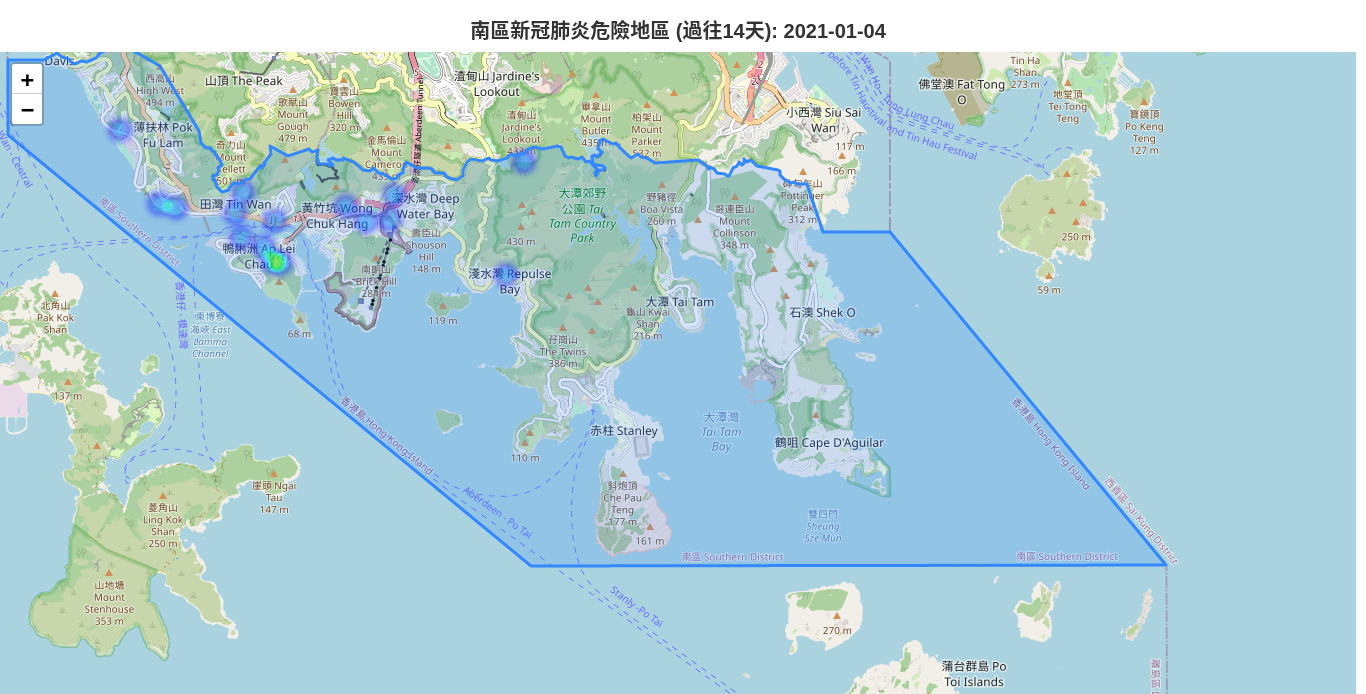 南區新冠肺炎危險地區 (過往14天): 2021-01-04
+
−
Davis
西高山
High West
494 m
山頂 The Peak
歌賦山
Mount
Gough
479 m
寶雲山
Bowen
Hill
320 m
香港仔隧道 Aberdeen Tunnel
渣甸山 Jardine's
Lookout
渣甸山
Jardine's
Lookout
433 m
畢拿山
Mount
Butler
435 m
柏架山
Mount
Parker
532 m
2
2
小西灣 Siu Sai
Wan
117 m
166 m
佛堂澳 Fat Tong
O
Tin Ha
Shan
273 m
地堂頂
Tei Tong
Teng
寶鏡頂
Po Keng
Teng
127 m
薄扶林 Pok
Fu Lam
奇力山
Mount
Kellett
501 m
金馬倫山
Mount
Cameron
439 m
田灣 Tin Wan
黃竹坑 Wong
Chuk Hang
深水灣 Deep
Water Bay
壽臣山
Shouson
Hill
148 m
鴨脷洲 Ap Lei
Chau
南朗山
Brick Hill
284 m
68 m
119 m
大潭郊野
公園 Tai
Tam Country
Park
430 m
野豬徑
Boa Vista
260 m
哥連臣山
Mount
Collinson
348 m
砵甸乍山
Pottinger
Peak
312 m
淺水灣 Repulse
Bay
大潭 Tai Tam
龜山 Kwai
Shan
216 m
石澳 Shek O
孖崗山
The Twins
386 m
250 m
59 m
北角山
Pak Kok
Shan
137 m
東博寮
海峽 East
Lamma
Channel
南區 Southern District
香港島 Hong Kong Island
赤柱 Stanley
大潭灣
Tai Tam
Bay
鶴咀 Cape D'Aguilar
香港島 Hong Kong Island
110 m
崖頭 Ngai
Tau
147 m
菱角山
Ling Kok
Shan
250 m
Aberdeen - Po Tai
斜炮頂
Che Pau
Teng
177 m
161 m
雙四門
Sheung
Sze Mun
西貢區 Sai Kung District
南區 Southern District
南區 Southern District
山地塘
Mount
Stenhouse
353 m
Stanly - Po Tai
270 m
蒲台群島 Po
Toi Islands